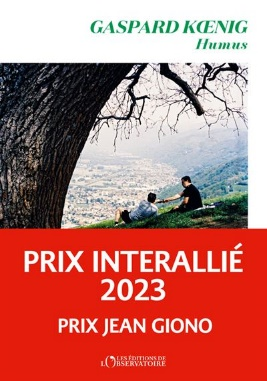 GASPARD KŒNIG
Humus
PRIX INTERALLIÉ
2023
PRIX JEAN GIONO
LES ÉDITIONS DE
L'OBSERVATOIRE